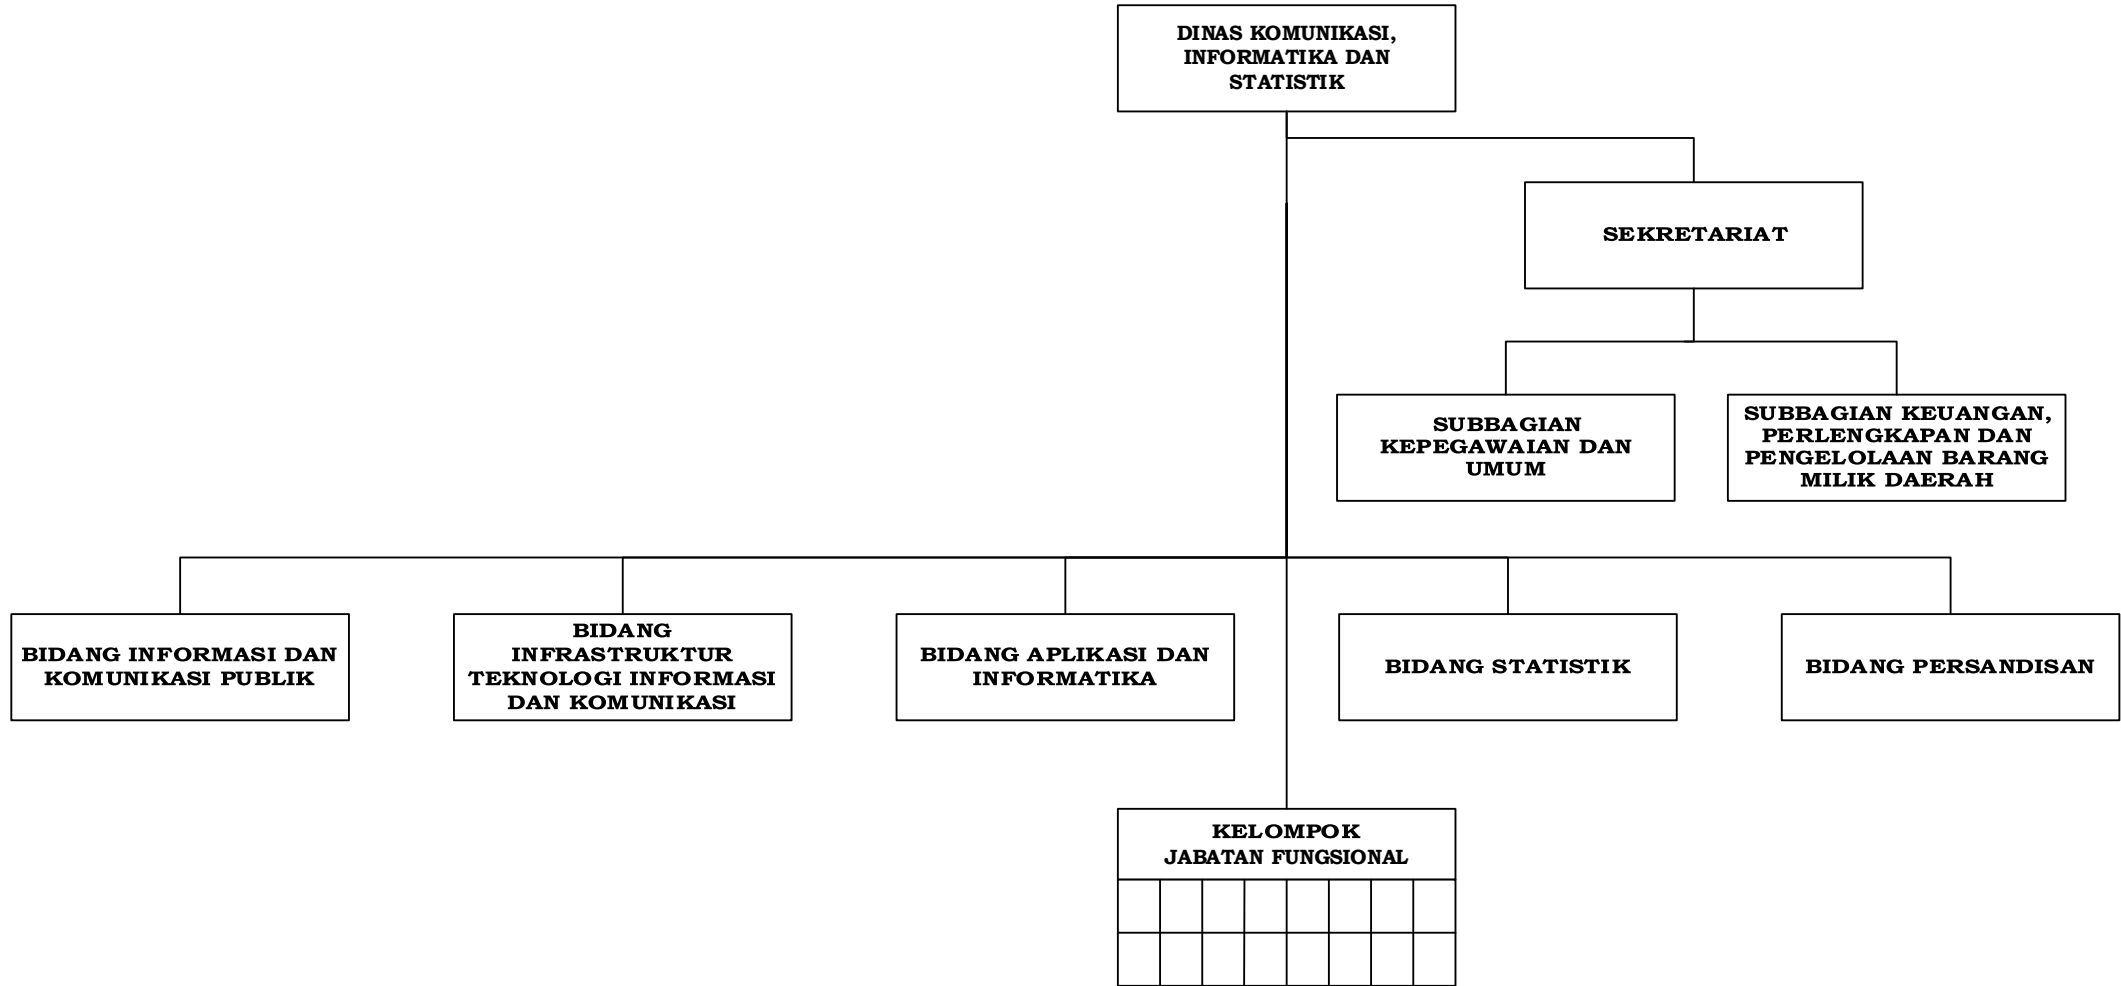 DINAS KOMUNIKASI,
INFORMATIKA DAN
STATISTIK
SEKRETARIAT
SUBBAGIAN
KEPEGAWAIAN DAN
UMUM
SUBBAGIAN KEUANGAN,
PERLENGKAPAN DAN
PENGELOLAAN BARANG
MILIK DAERAH
BIDANG INFORMASI DAN
KOMUNIKASI PUBLIK
BIDANG
INFRASTRUKTUR
TEKNOLOGI INFORMASI
DAN KOMUNIKASI
BIDANG APLIKASI DAN
INFORMATIKA
BIDANG STATISTIK
BIDANG PERSANDISAN
KELOMPOK
JABATAN FUNGSIONAL